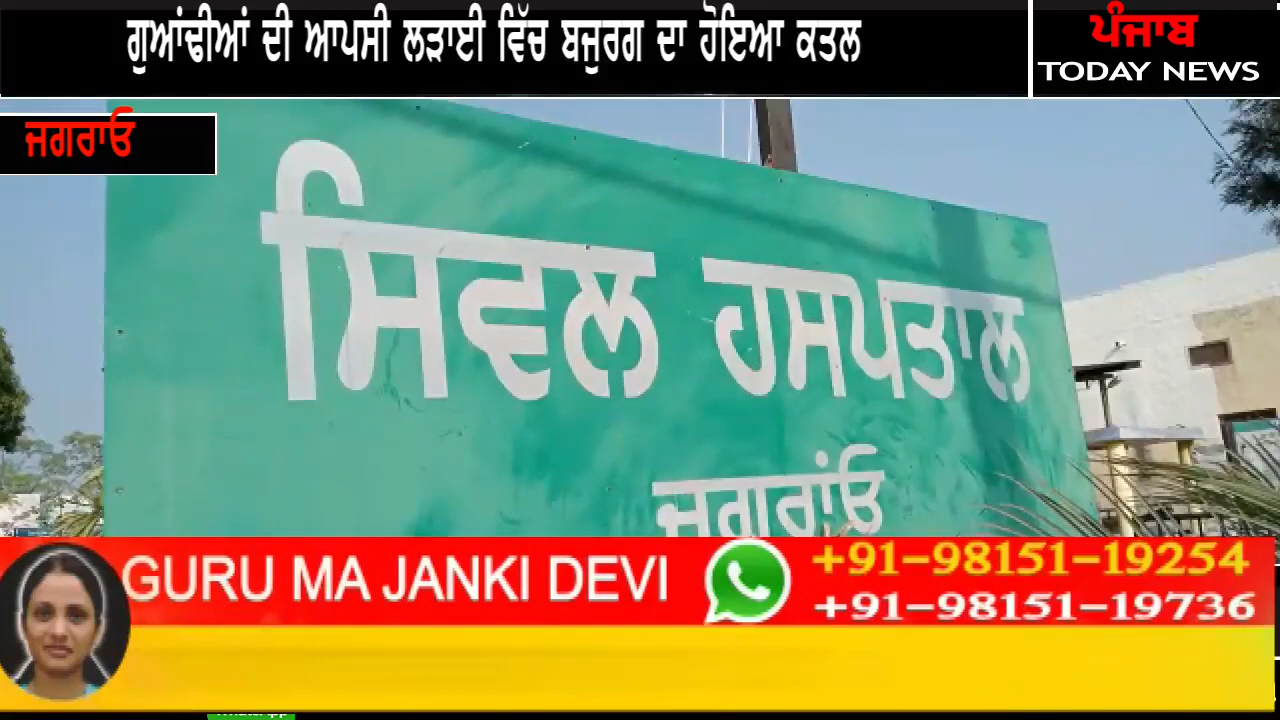 ਗੁਆਂਢੀਆਂ ਦੀ ਆਪਸੀ ਲੜਾਈ ਵਿੱਚ ਬਜੁਰਗ ਦਾ ਹੋਇਆ ਕਤਲ
ਪੰਜਾਬ
TODAY NEWS
ਜਗਰਾਓ
ਸਿਵਲ ਹਸਪਤਾਲ
ਜਗਰਾਂਓ
GURU MA JANKI DEVI
+91-98151-19254
+91-98151-19736
WhatsApp